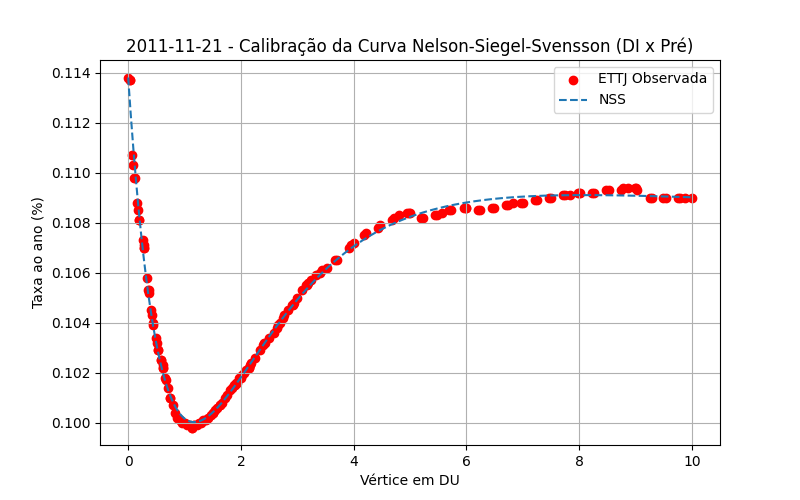 2011-11-21 - Calibração da Curva Nelson-Siegel-Svensson (DI x Pré)
ETTJ Observada
NSS
Taxa ao ano (%)
0.114
0.112
0.110
0.108
0.106
0.104
0.102
0.100
0 2 4 6 8 10
Vértice em DU